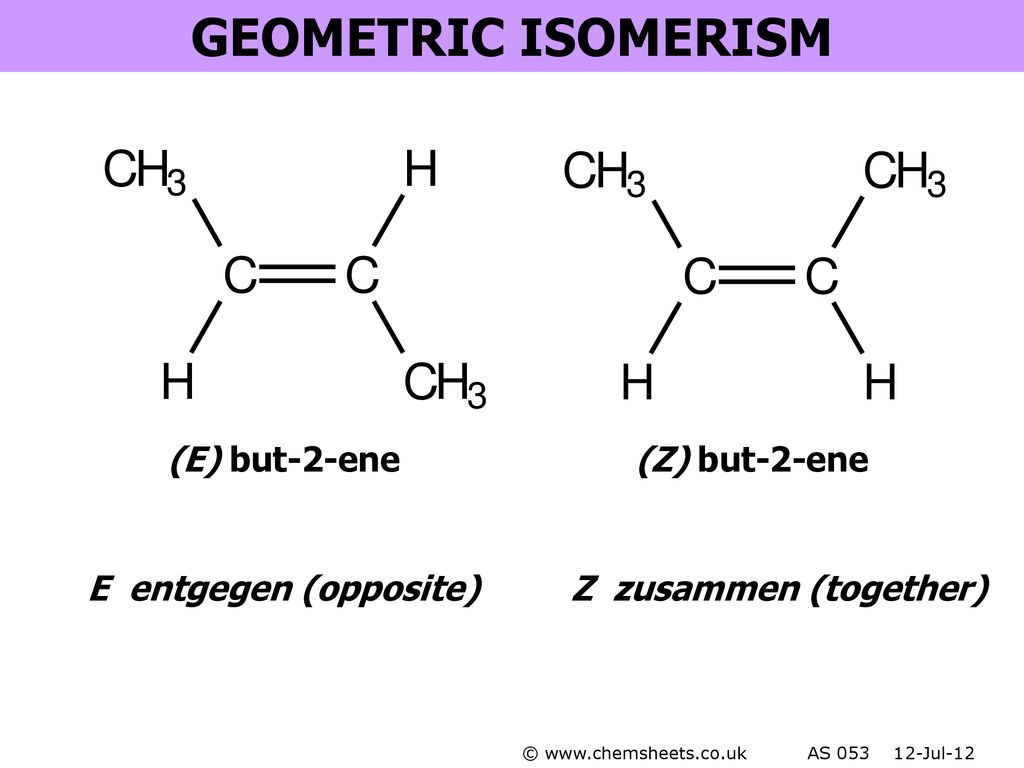 GEOMETRIC ISOMERISM
CH3 H CH3 CH3
C C C C
H CH3 H H
(E) but-2-ene (Z) but-2-ene
E entgegen (opposite) Z zusammen (together)
© www.chemsheets.co.uk AS 053 12-Jul-12